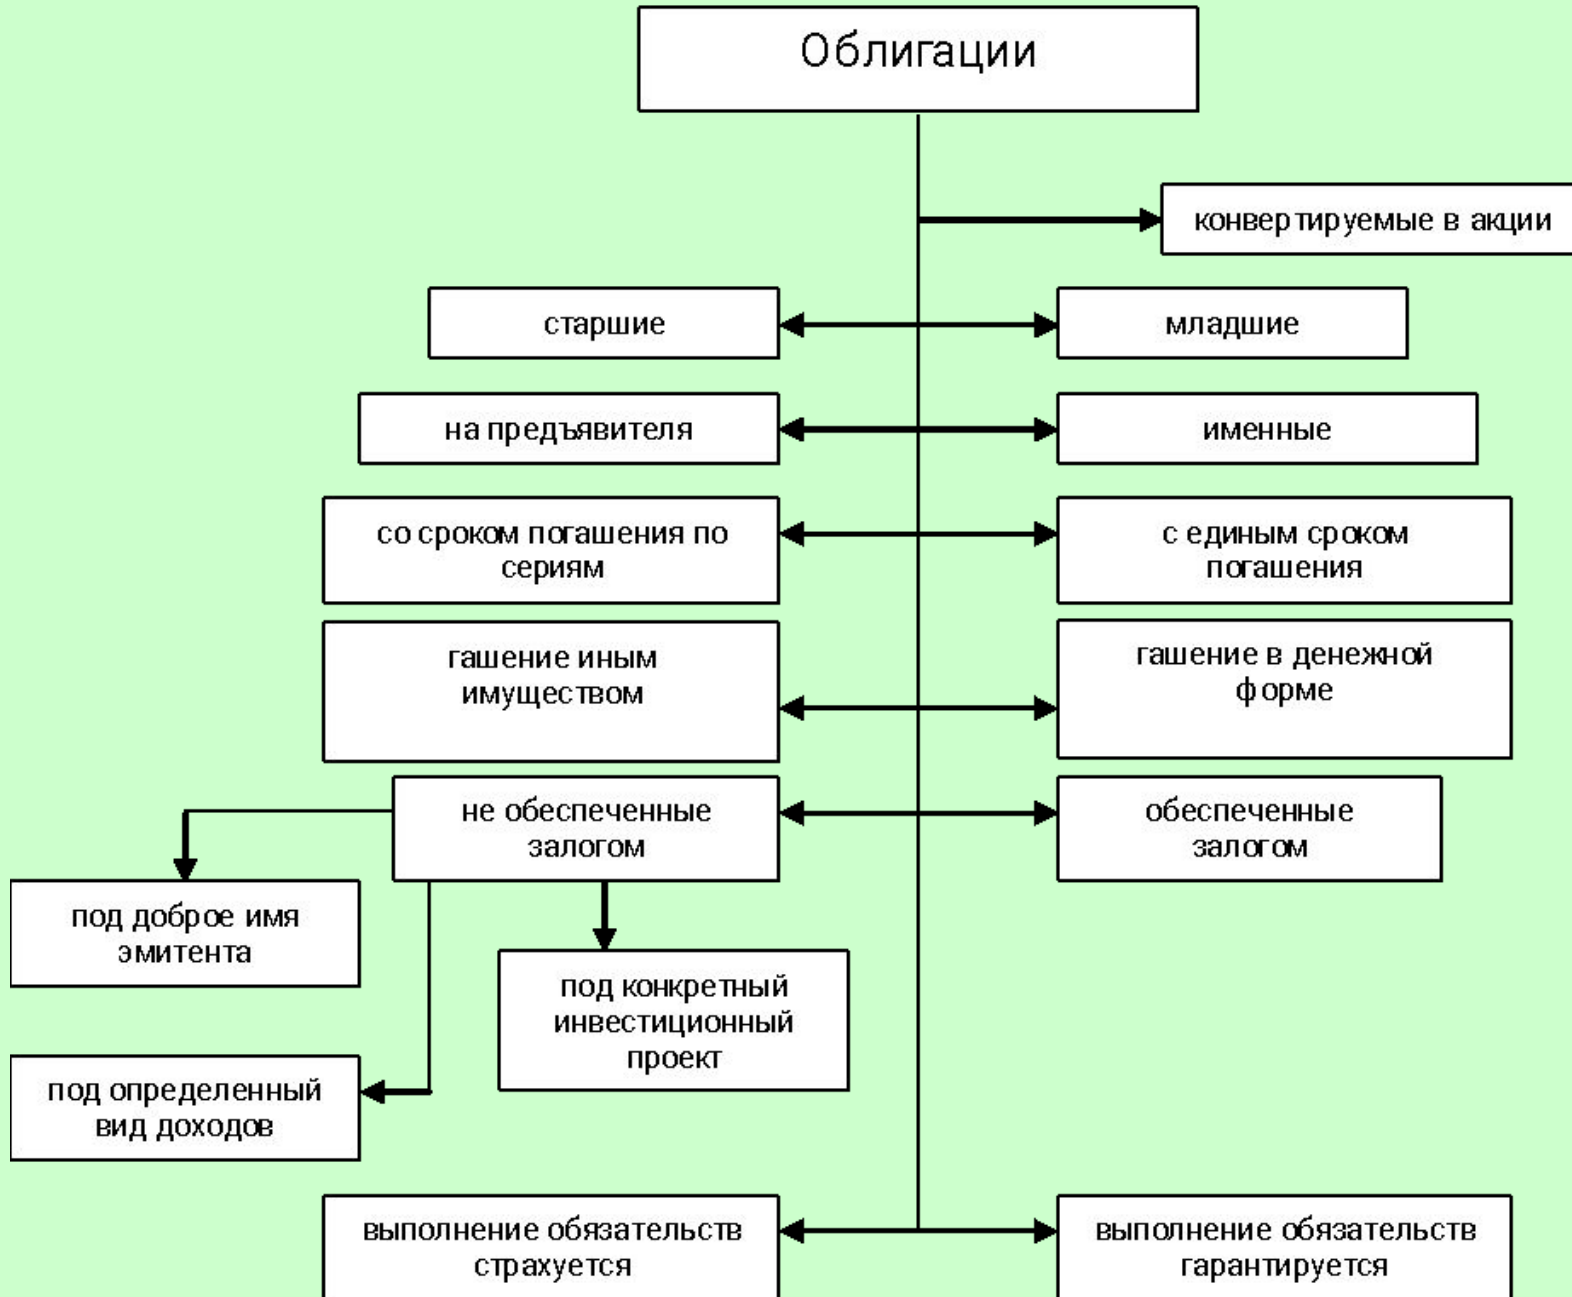 Облигации
конвертируемые в акции
старшие
младшие
на предъявителя
именные
со сроком погашения по
сериям
с единым сроком
погашения
гашение иным
имуществом
гашение в денежной
форме
не обеспеченные
залогом
обеспеченные
залогом
под доброе имя
эмитента
под конкретный
инвестиционный
проект
под определенный
вид доходов
выполнение обязательств
страхуется
выполнение обязательств
гарантируется